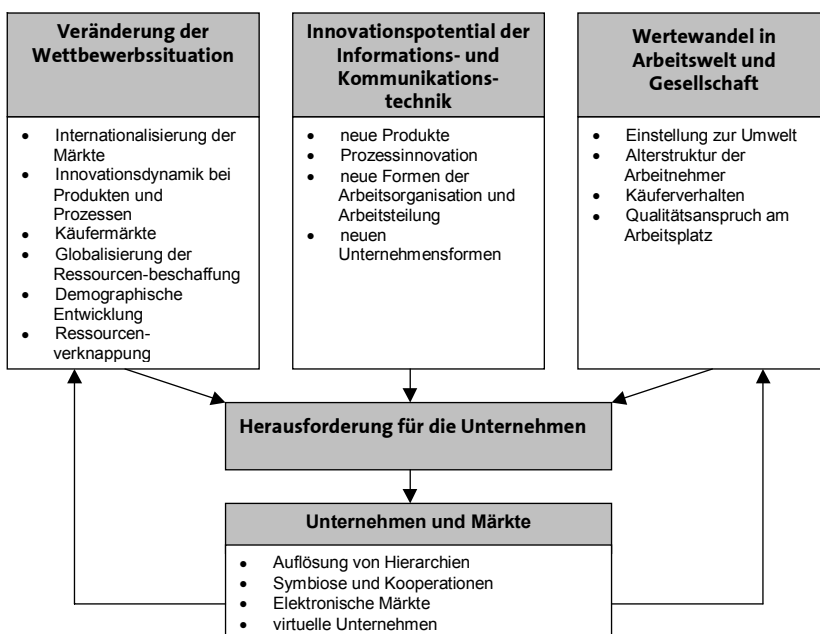 Veränderung der
Wettbewerbssituation
• Internationalisierung der
Märkte
• Innovationsdynamik bei
Produkten und
Prozessen
• Käufermärkte
• Globalisierung der
Ressourcen-beschaffung
• Demographische
Entwicklung
• Ressourcen-
verknappung
Innovationspotential der
Informations- und
Kommunikations-
technik
• neue Produkte
• Prozessinnovation
• neue Formen der
Arbeitsorganisation und
Arbeitsteilung
• neuen
Unternehmensformen
Wertewandel in
Arbeitswelt und
Gesellschaft
• Einstellung zur Umwelt
• Alterstruktur der
Arbeitnehmer
• Käuferverhalten
• Qualitätsanspruch am
Arbeitsplatz
Herausforderung für die Unternehmen
Unternehmen und Märkte
• Auflösung von Hierarchien
• Symbiose und Kooperationen
• Elektronische Märkte
• virtuelle Unternehmen